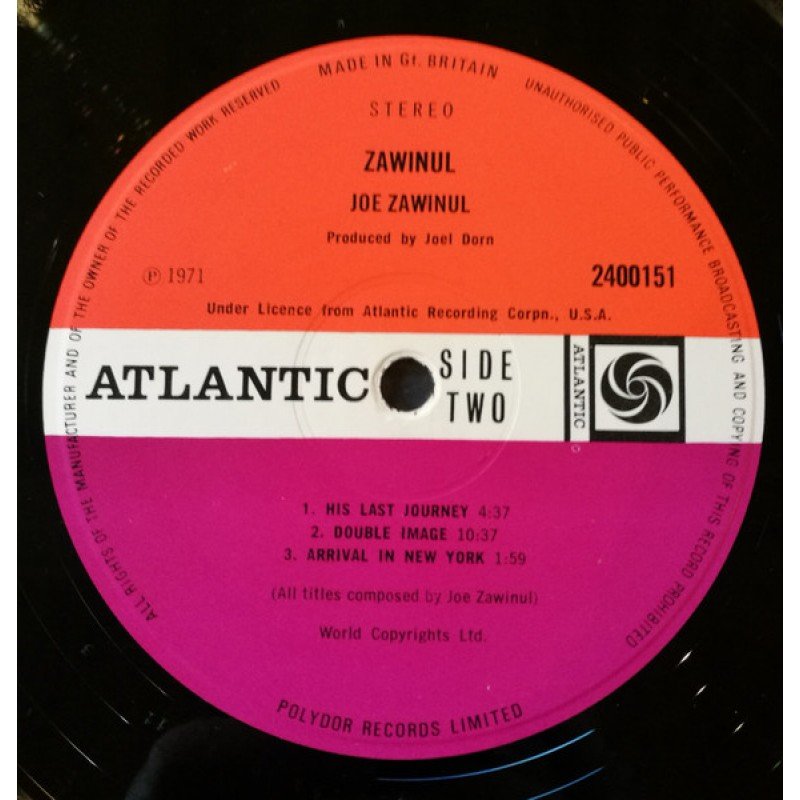 MADE IN Gt. BRITAIN
ALL RIGHTS OF THE MANUFACTURER AND OF THE OWNER OF THE RECORDED WORK RESERVED
UNAUTHORISED PUBLIC PERFORMANCE BROADCASTING AND COPYING OF THIS RECORD PROHIBITED
STEREO
ZAWINUL
JOE ZAWINUL
Produced by Joel Dorn
℗ 1971
2400151
Under Licence from Atlantic Recording Corpn., U.S.A.
ATLANTIC
SIDE
TWO
ATLANTIC
1. HIS LAST JOURNEY 4:37
2. DOUBLE IMAGE 10:37
3. ARRIVAL IN NEW YORK 1:59
(All titles composed by Joe Zawinul)
World Copyrights Ltd.
POLYDOR RECORDS LIMITED